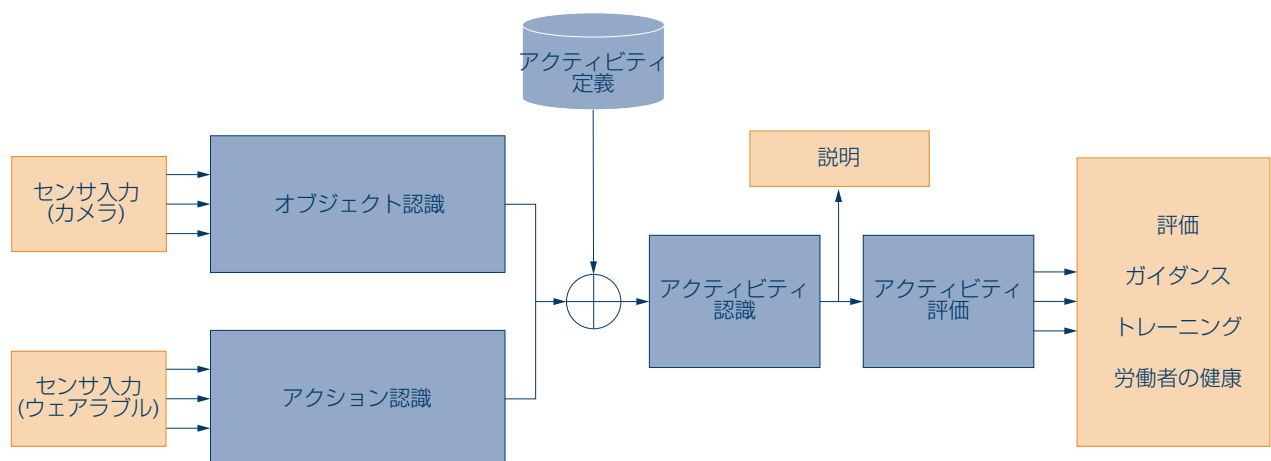 アクティビティ
定義
センサ入力
(カメラ)
オブジェクト認識
説明
センサ入力
(ウェアラブル)
アクション認識
アクティビティ
認識
アクティビティ
評価
評価
ガイダンス
トレーニング
労働者の健康